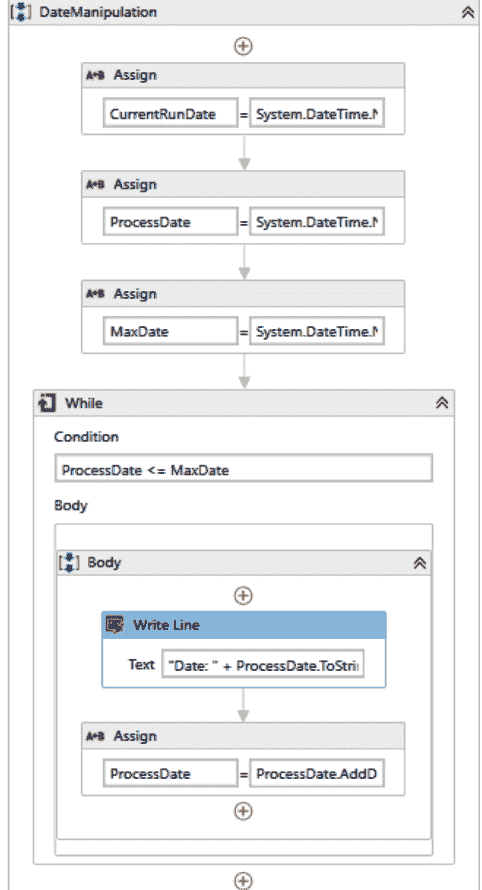 DateManipulation
A+B Assign
CurrentRunDate = System.DateTime.N
A+B Assign
ProcessDate = System.DateTime.N
A+B Assign
MaxDate = System.DateTime.N
While
Condition
ProcessDate <= MaxDate
Body
Body
Write Line
Text "Date: " + ProcessDate.ToStri
A+B Assign
ProcessDate = ProcessDate.AddD